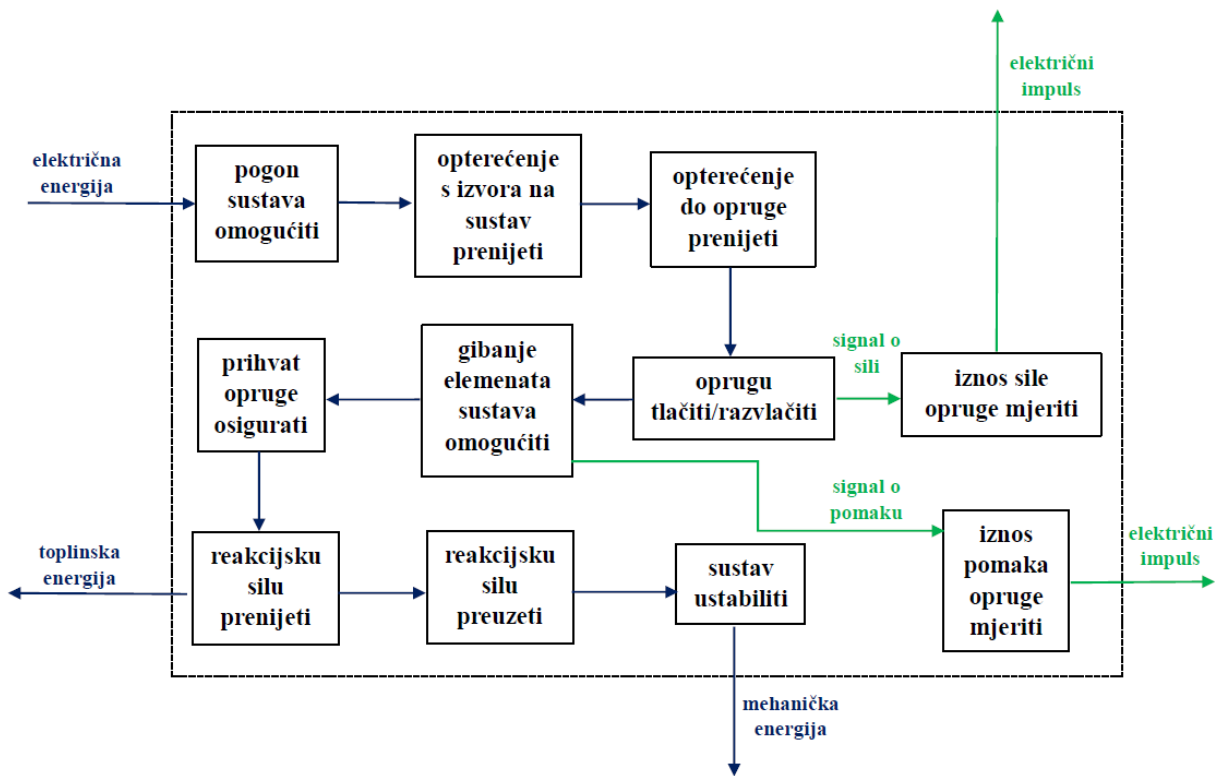 električni
impuls
električna
energija
pogon
sustava
omogućiti
opterećenje
s izvora na
sustav
prenijeti
opterećenje
do opruge
prenijeti
prihvat
opruge
osigurati
gibanje
elemenata
sustava
omogućiti
oprugu
tlačiti/razvlačiti
signal o
sili
iznos sile
opruge mjeriti
signal o
pomaku
toplinska
energija
reakcijsku
silu
prenijeti
reakcijsku
silu
preuzeti
sustav
ustabiliti
iznos
pomaka
opruge
mjeriti
električni
impuls
mehanička
energija